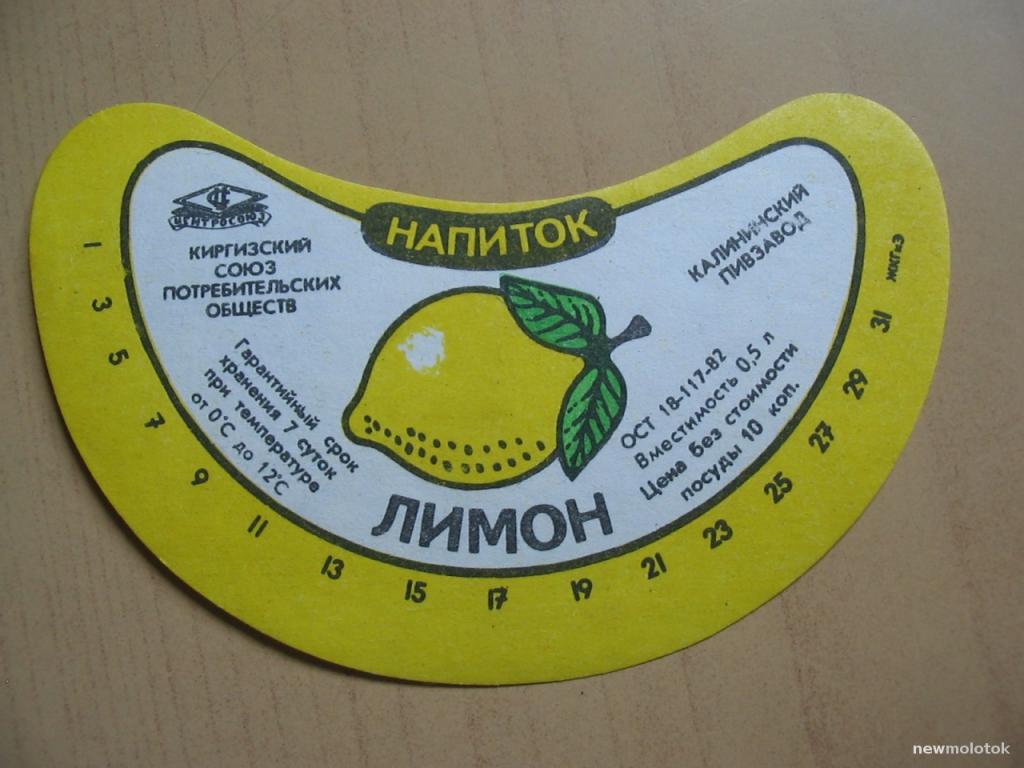 НАПИТОК
ЦЕНТРОСОЮЗ
КИРГИЗСКИЙ
СОЮЗ
ПОТРЕБИТЕЛЬСКИХ
ОБЩЕСТВ
КАЛИНИНСКИЙ
ПИВЗАВОД
Гарантийный срок
хранения 7 суток
при температуре
от 0°С до 12°С
ОСТ 18-117-82
Вместимость 0,5 л
Цена без стоимости
посуды 10 коп.
ЛИМОН
1 3 5 7 9 11 13 15 17 19 21 23 25 27 29 31
newmolotok